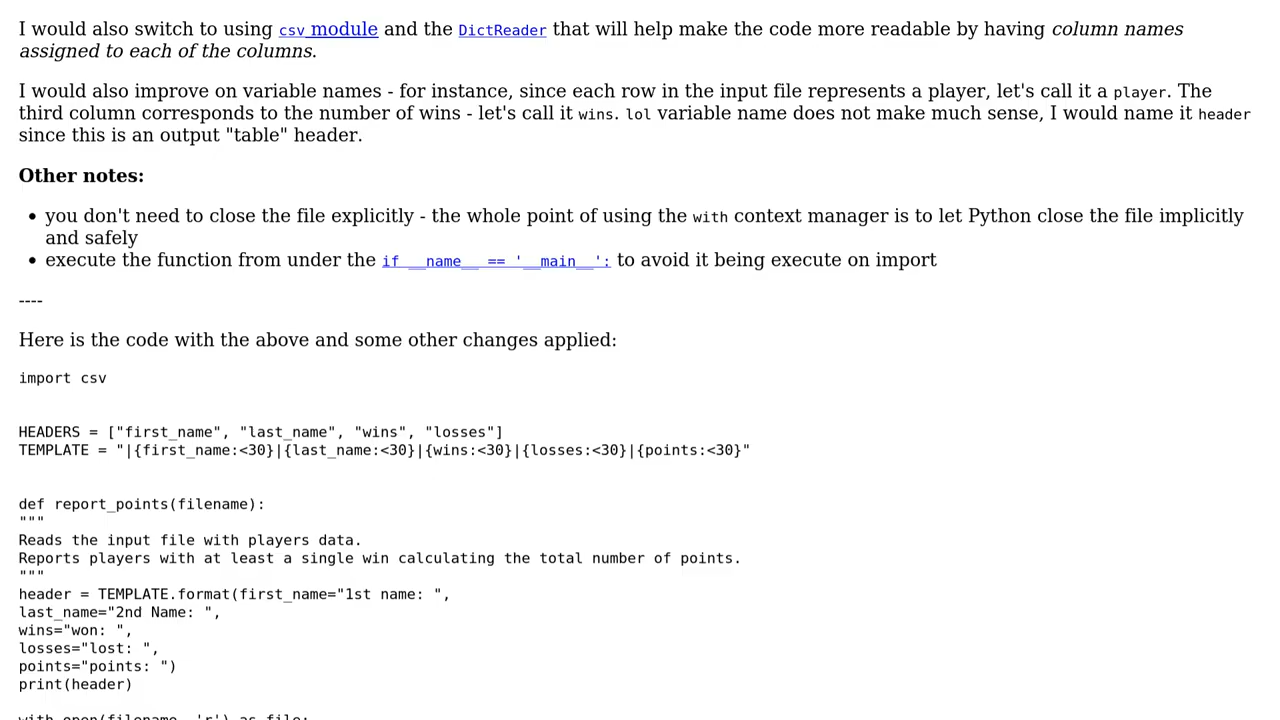 I would also switch to using csv module and the DictReader that will help make the code more readable by having column names
assigned to each of the columns.
I would also improve on variable names - for instance, since each row in the input file represents a player, let's call it a player. The
third column corresponds to the number of wins - let's call it wins. lol variable name does not make much sense, I would name it header
since this is an output "table" header.
Other notes:
• you don't need to close the file explicitly - the whole point of using the with context manager is to let Python close the file implicitly
and safely
• execute the function from under the if __name__ == '__main__': to avoid it being execute on import
----
Here is the code with the above and some other changes applied:
import csv
HEADERS = ["first_name", "last_name", "wins", "losses"]
TEMPLATE = "|{first_name:<30}|{last_name:<30}|{wins:<30}|{losses:<30}|{points:<30}"
def report_points(filename):
"""
Reads the input file with players data.
Reports players with at least a single win calculating the total number of points.
"""
header = TEMPLATE.format(first_name="1st name: ",
last_name="2nd Name: ",
wins="won: ",
losses="lost: ",
points="points: ")
print(header)
with open(filename, 'r') as file: